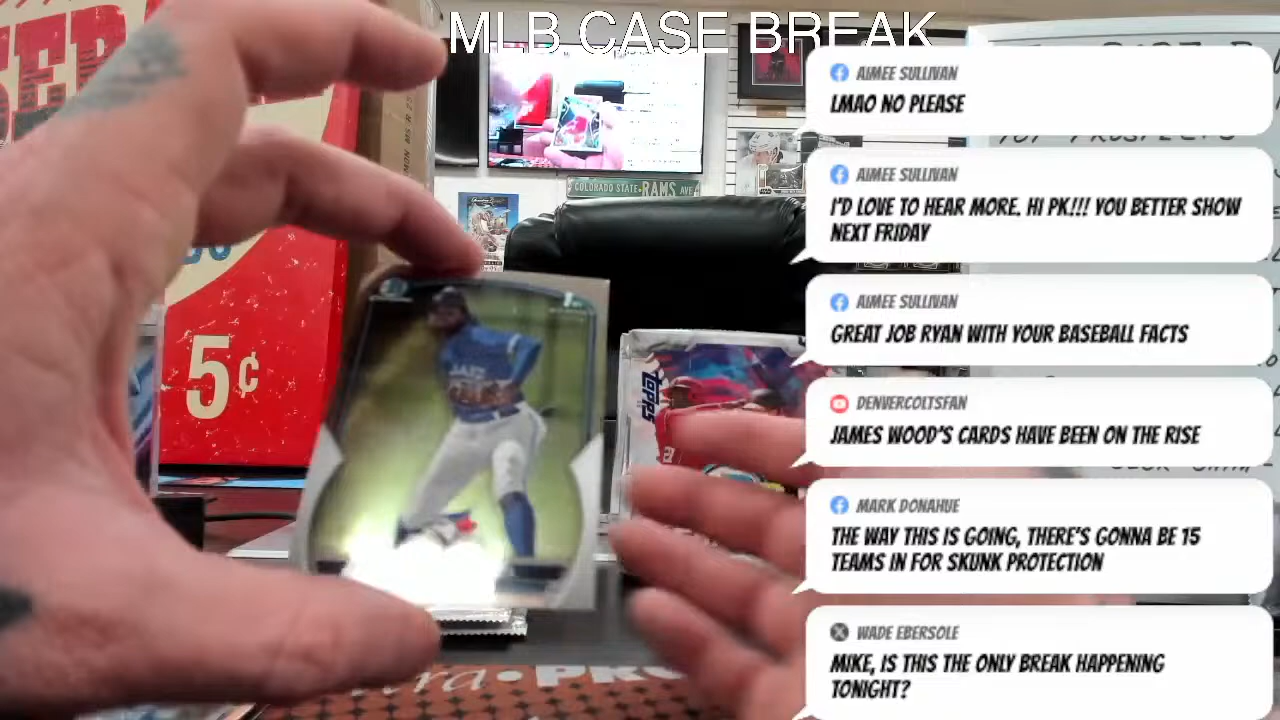 MLB CASE BREAK
AIMEE SULLIVAN
LMAO NO PLEASE
AIMEE SULLIVAN
I'D LOVE TO HEAR MORE. HI PK!!! YOU BETTER SHOW
NEXT FRIDAY
AIMEE SULLIVAN
GREAT JOB RYAN WITH YOUR BASEBALL FACTS
DENVERCOLTSFAN
JAMES WOOD'S CARDS HAVE BEEN ON THE RISE
MARK DONAHUE
THE WAY THIS IS GOING, THERE'S GONNA BE 15
TEAMS IN FOR SKUNK PROTECTION
WADE EBERSOLE
MIKE, IS THIS THE ONLY BREAK HAPPENING
TONIGHT?
COLORADO STATE RAMS AVE
5¢
TOPPS